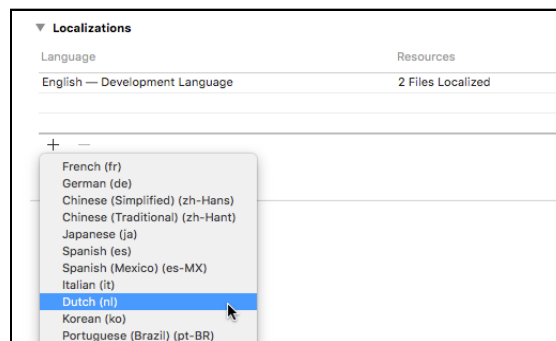 Localizations
Language Resources
English — Development Language 2 Files Localized
+ −
French (fr)
German (de)
Chinese (Simplified) (zh-Hans)
Chinese (Traditional) (zh-Hant)
Japanese (ja)
Spanish (es)
Spanish (Mexico) (es-MX)
Italian (it)
Dutch (nl)
Korean (ko)
Portuguese (Brazil) (pt-BR)